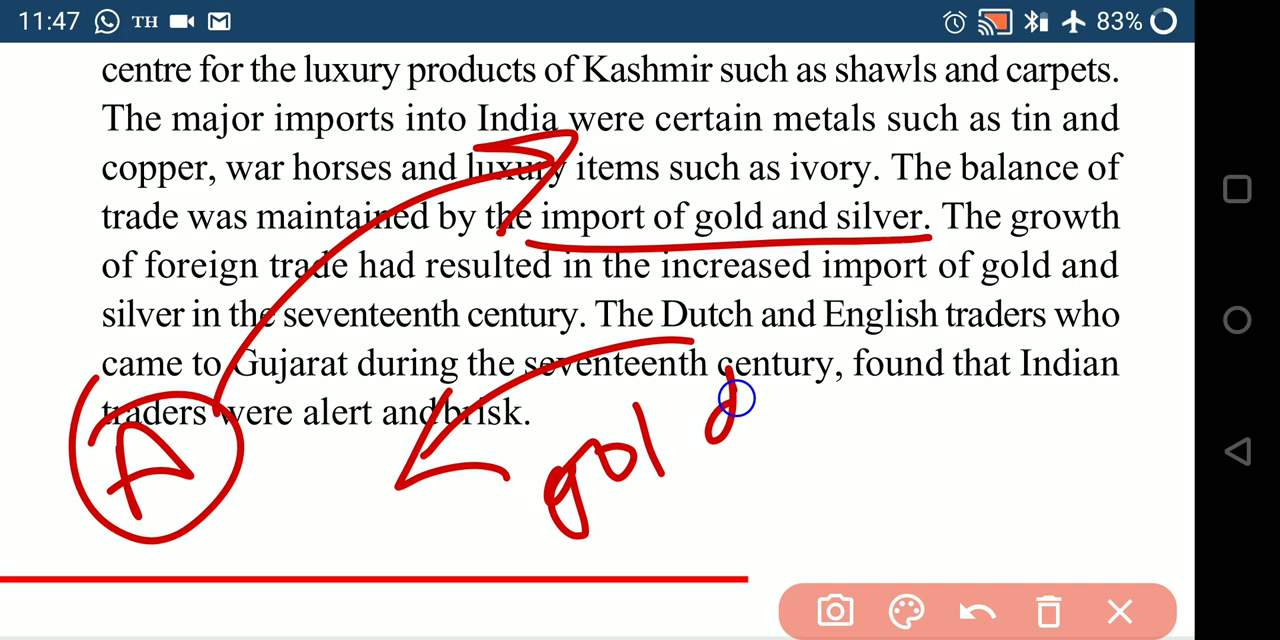 11:47 TH 83%
centre for the luxury products of Kashmir such as shawls and carpets.
The major imports into India were certain metals such as tin and
copper, war horses and luxury items such as ivory. The balance of
trade was maintained by the import of gold and silver. The growth
of foreign trade had resulted in the increased import of gold and
silver in the seventeenth century. The Dutch and English traders who
came to Gujarat during the seventeenth century, found that Indian
traders were alert and brisk.
A
gold